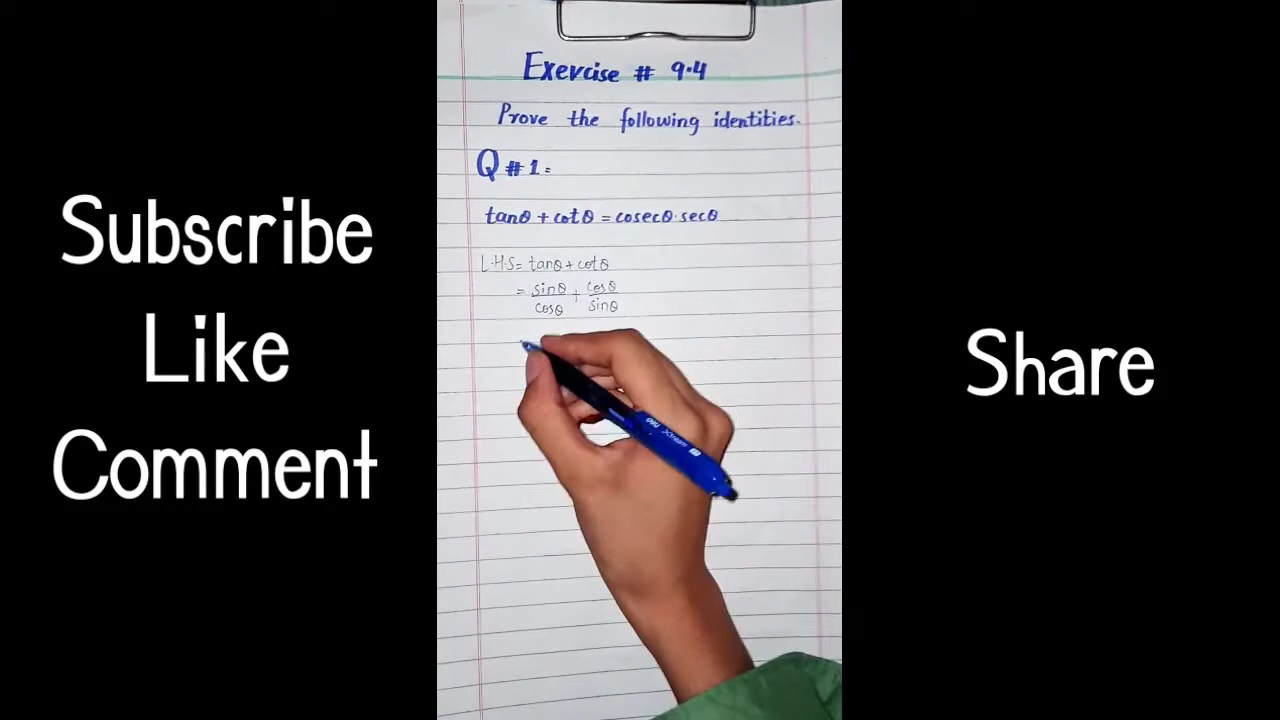 Subscribe
Like
Comment
Exercise # 9.4
Prove the following identities.
Q # 1 =
tanθ + cotθ = cosecθ · secθ
L.H.S = tanθ + cotθ
= sinθ/cosθ + cosθ/sinθ
Share